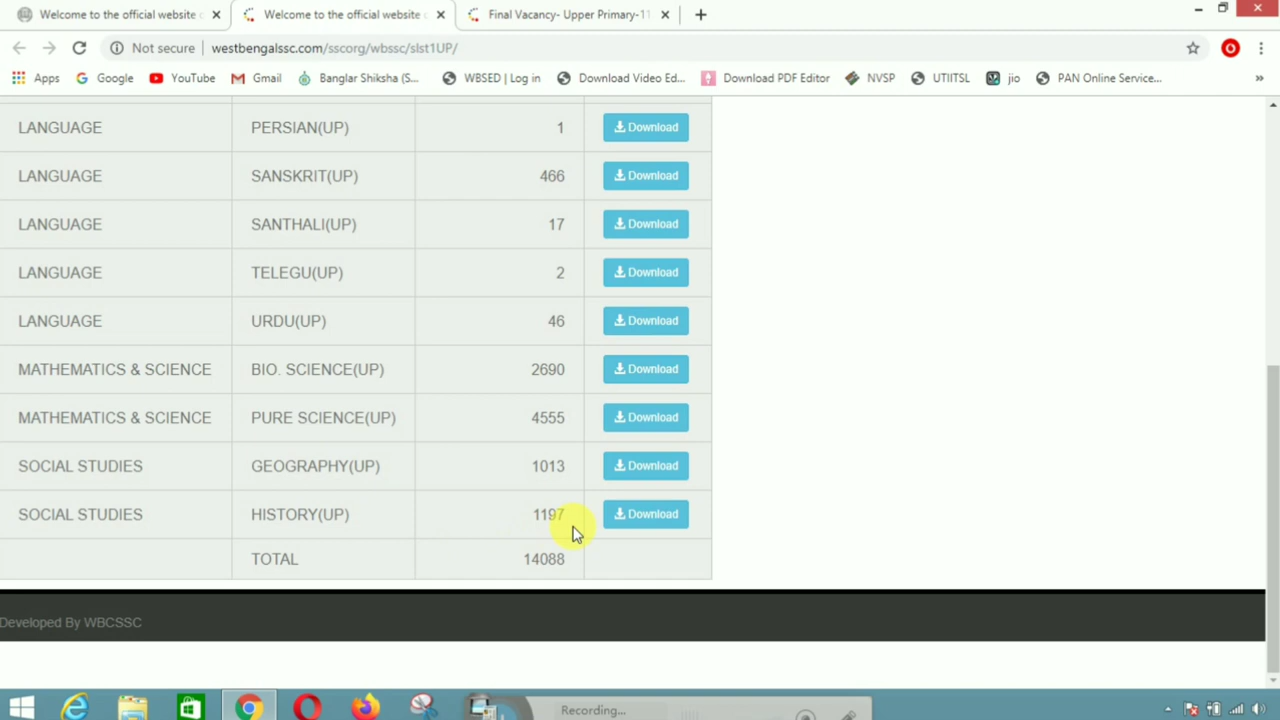 Welcome to the official website c
Welcome to the official website c
Final Vacancy- Upper Primary-11
Not secure westbengalssc.com/sscorg/wbssc/slst1UP/
Apps Google YouTube Gmail Banglar Shiksha (S... WBSED | Log in Download Video Ed... Download PDF Editor NVSP UTIITSL jio PAN Online Service... »
LANGUAGE PERSIAN(UP) 1 Download
LANGUAGE SANSKRIT(UP) 466 Download
LANGUAGE SANTHALI(UP) 17 Download
LANGUAGE TELEGU(UP) 2 Download
LANGUAGE URDU(UP) 46 Download
MATHEMATICS & SCIENCE BIO. SCIENCE(UP) 2690 Download
MATHEMATICS & SCIENCE PURE SCIENCE(UP) 4555 Download
SOCIAL STUDIES GEOGRAPHY(UP) 1013 Download
SOCIAL STUDIES HISTORY(UP) 1197 Download
TOTAL 14088
Developed By WBCSSC
Recording...